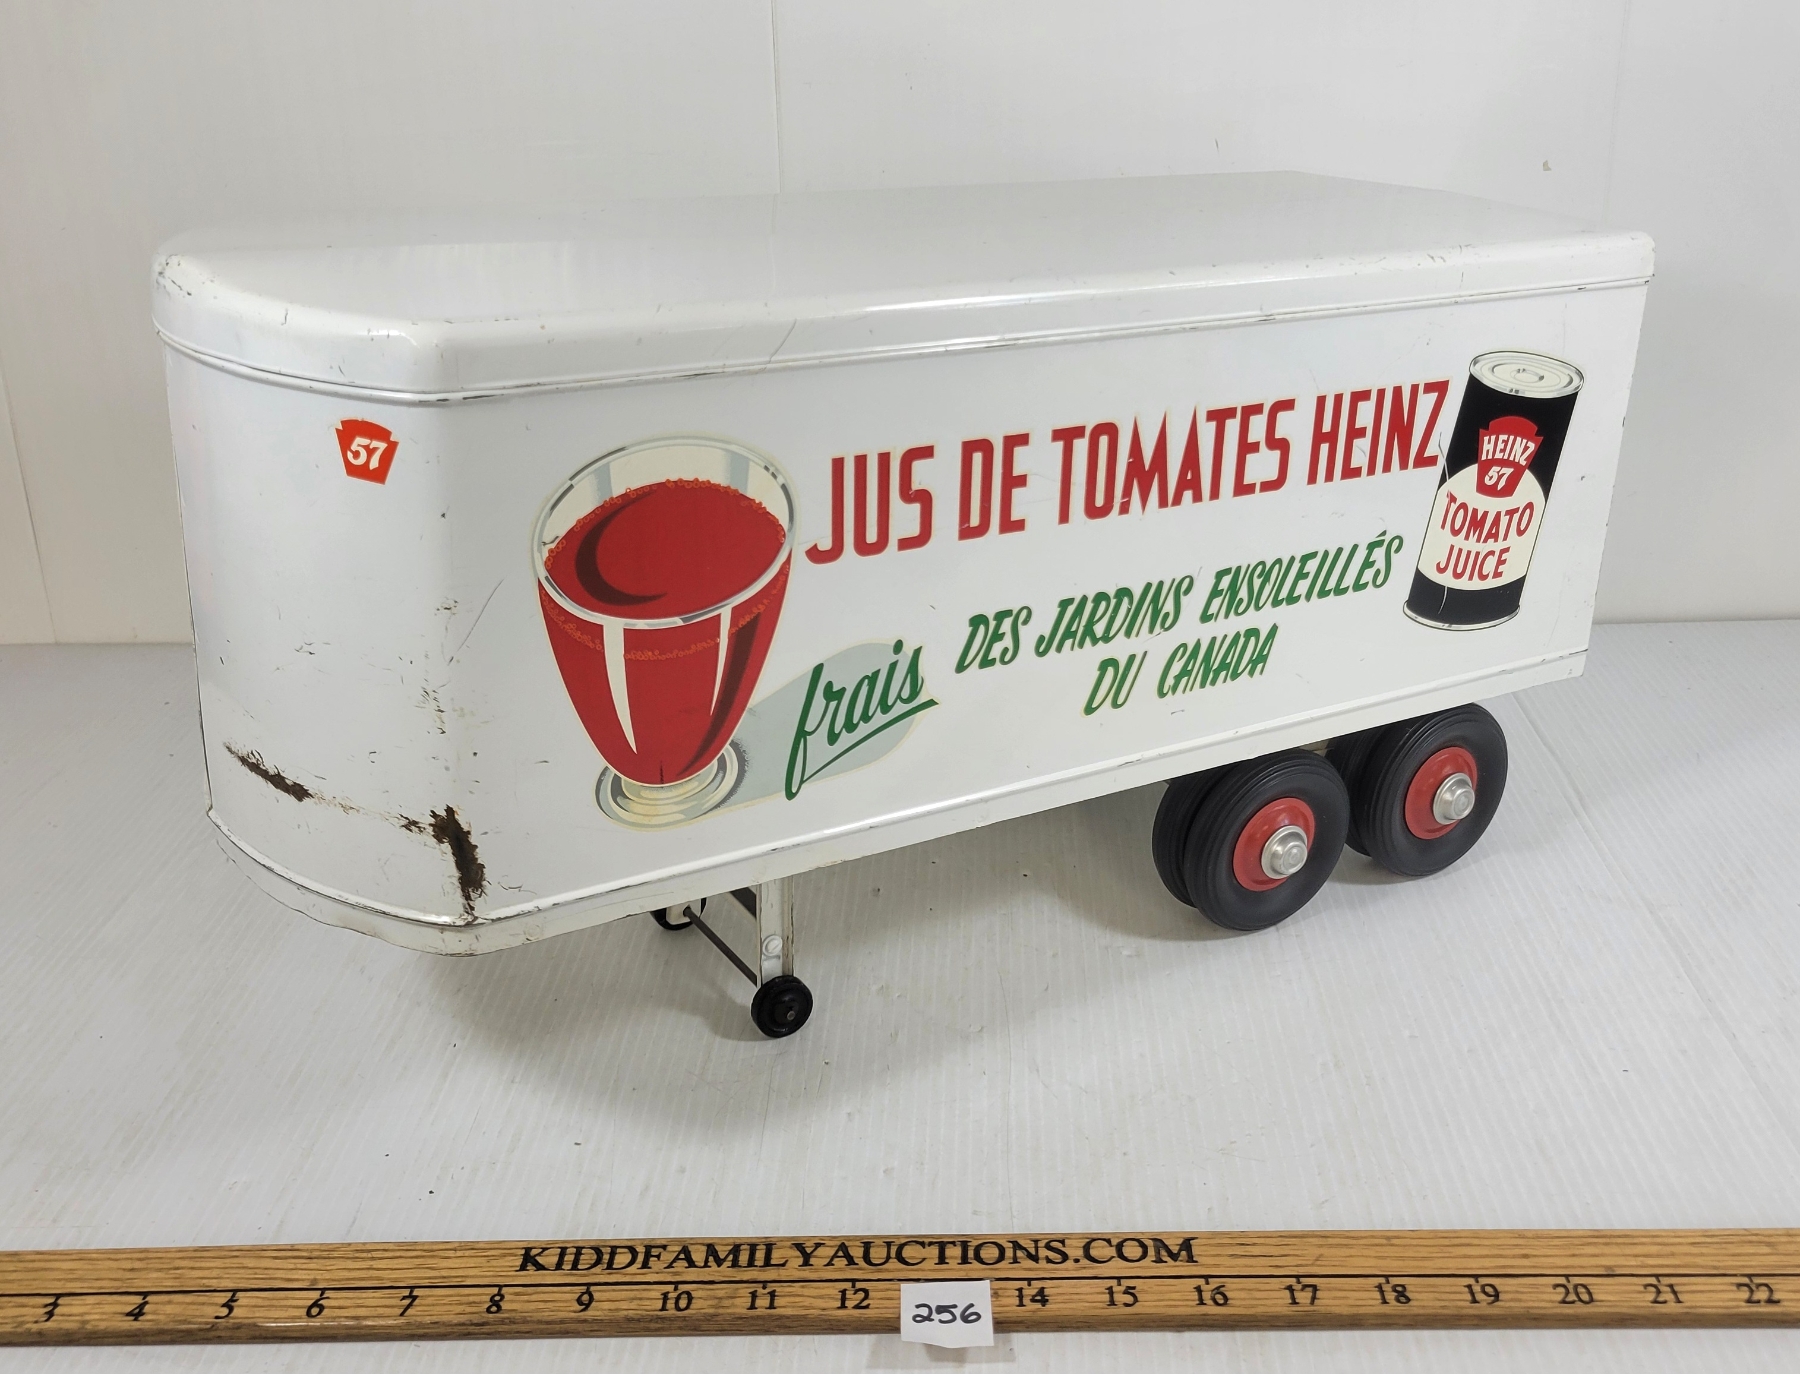 57
JUS DE TOMATES HEINZ
frais
DES JARDINS ENSOLEILLÉS
DU CANADA
HEINZ
57
TOMATO
JUICE
KIDDFAMILYAUCTIONS.COM
3 4 5 6 7 8 9 10 11 12 14 15 16 17 18 19 20 21 22
256